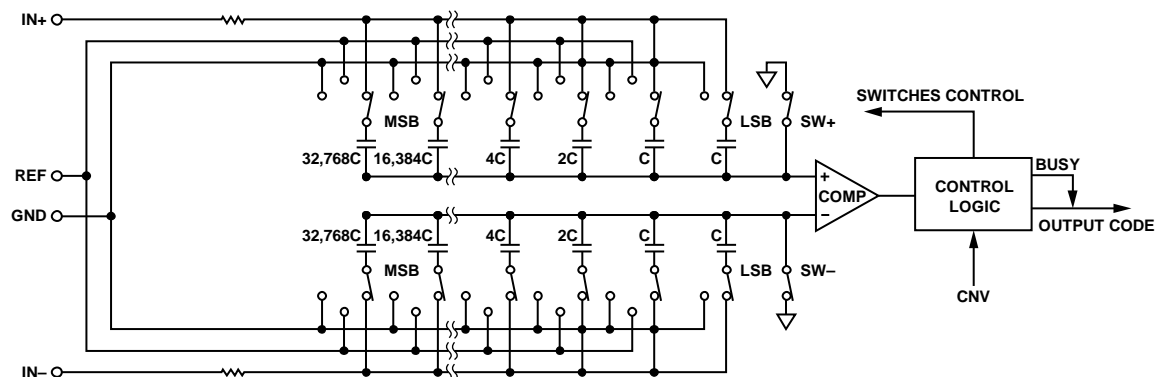 IN+
SWITCHES CONTROL
MSB
LSB
SW+
32,768C
16,384C
4C
2C
C
C
BUSY
REF
+
COMP
−
CONTROL
LOGIC
GND
OUTPUT CODE
32,768C
16,384C
4C
2C
C
C
MSB
LSB
SW−
CNV
IN−